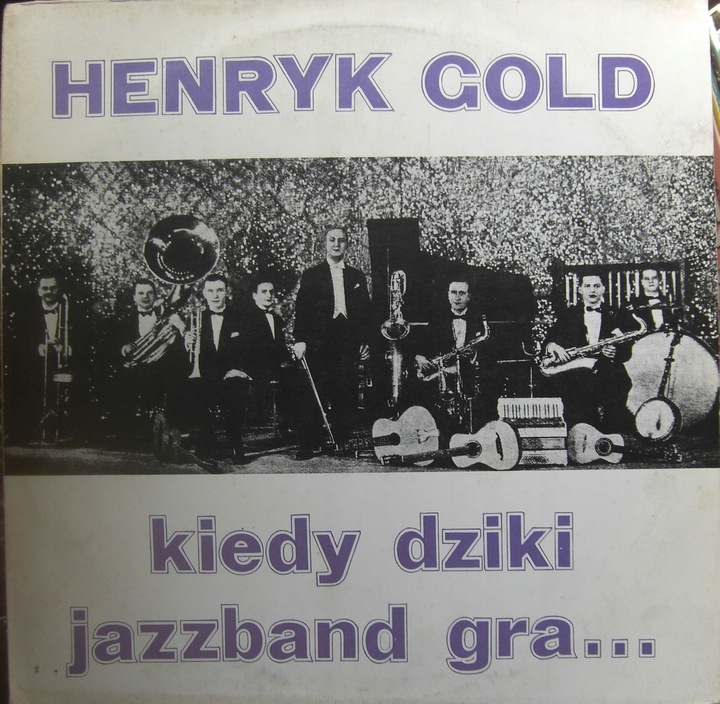 HENRYK GOLD
kiedy dziki
jazzband gra...